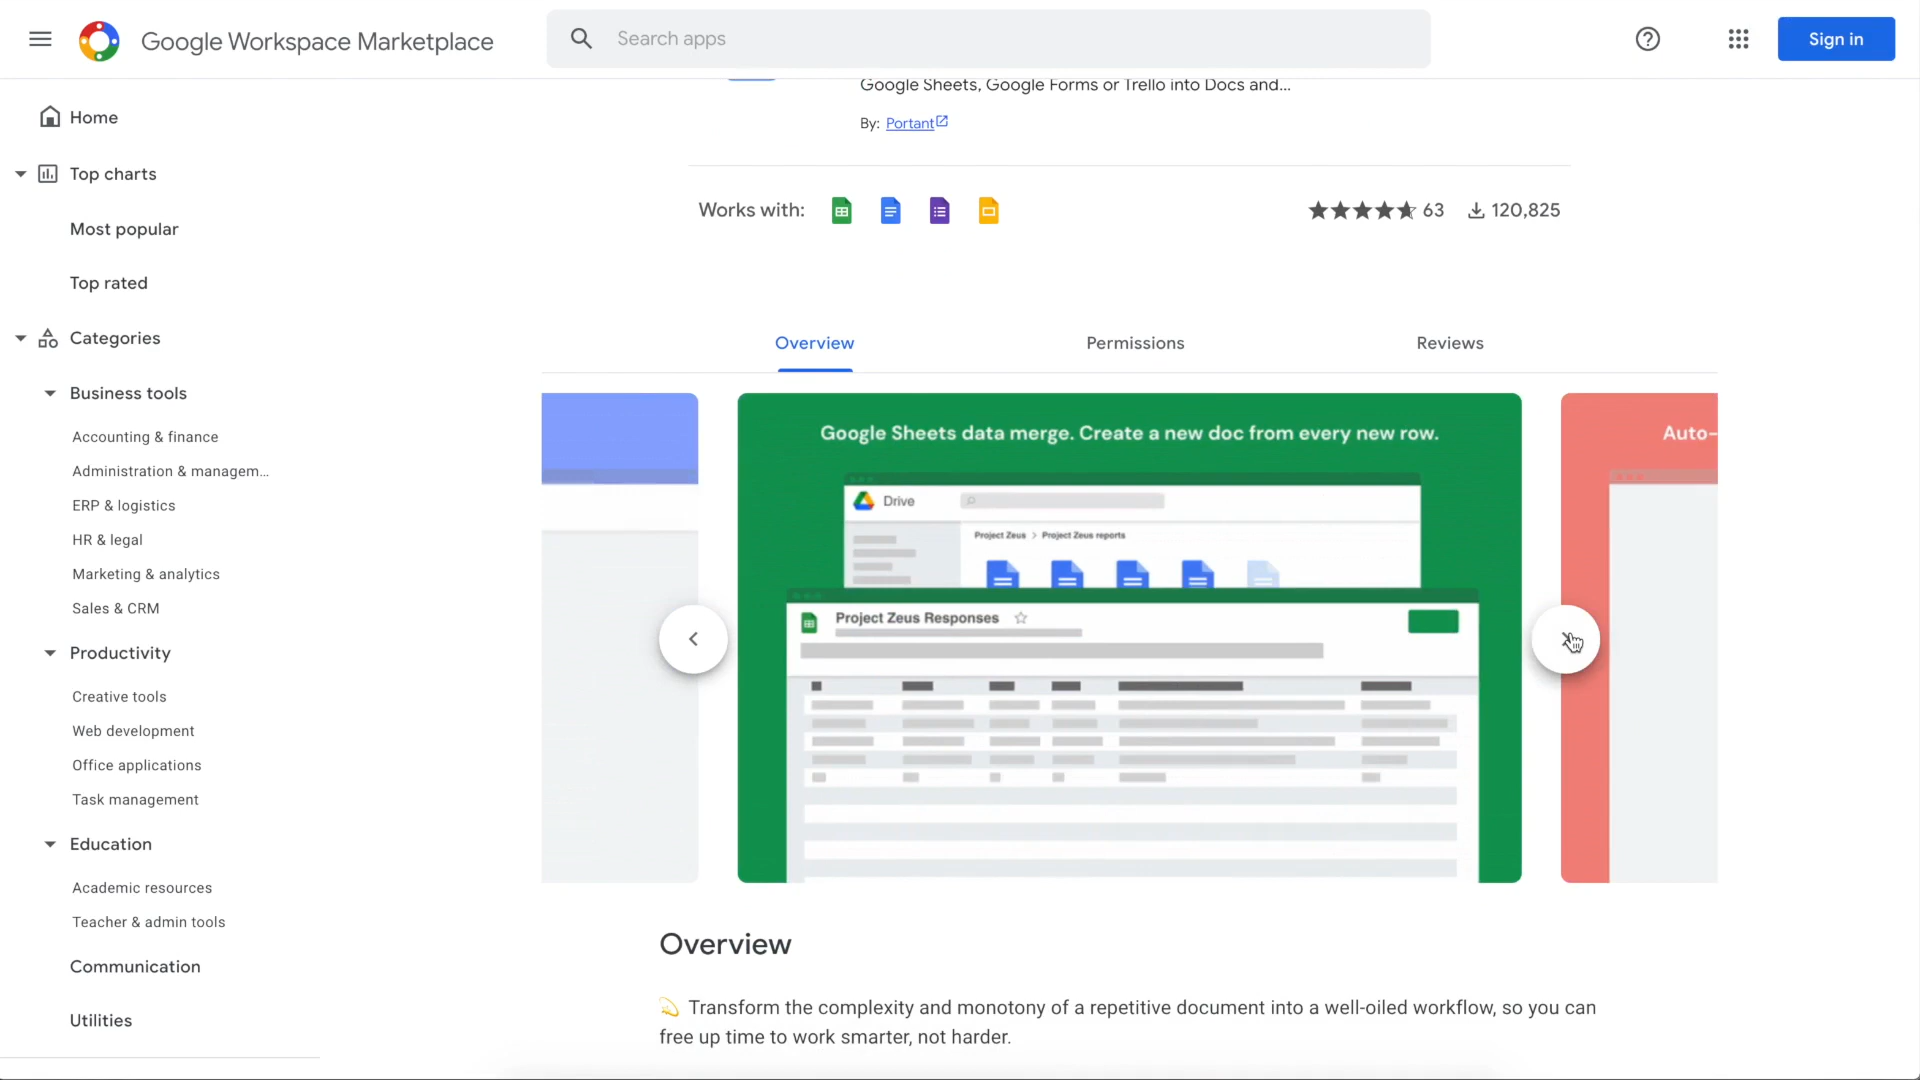 Google Workspace Marketplace
Search apps
Sign in
Home
Top charts
Most popular
Top rated
Categories
Business tools
Accounting & finance
Administration & managem...
ERP & logistics
HR & legal
Marketing & analytics
Sales & CRM
Productivity
Creative tools
Web development
Office applications
Task management
Education
Academic resources
Teacher & admin tools
Communication
Utilities
Google Sheets, Google Forms or Trello into Docs and...
By: Portant
Works with:
63
120,825
Overview
Permissions
Reviews
Google Sheets data merge. Create a new doc from every new row.
Drive
Project Zeus > Project Zeus reports
Project Zeus Responses
Auto-
Overview
💫 Transform the complexity and monotony of a repetitive document into a well-oiled workflow, so you can
free up time to work smarter, not harder.